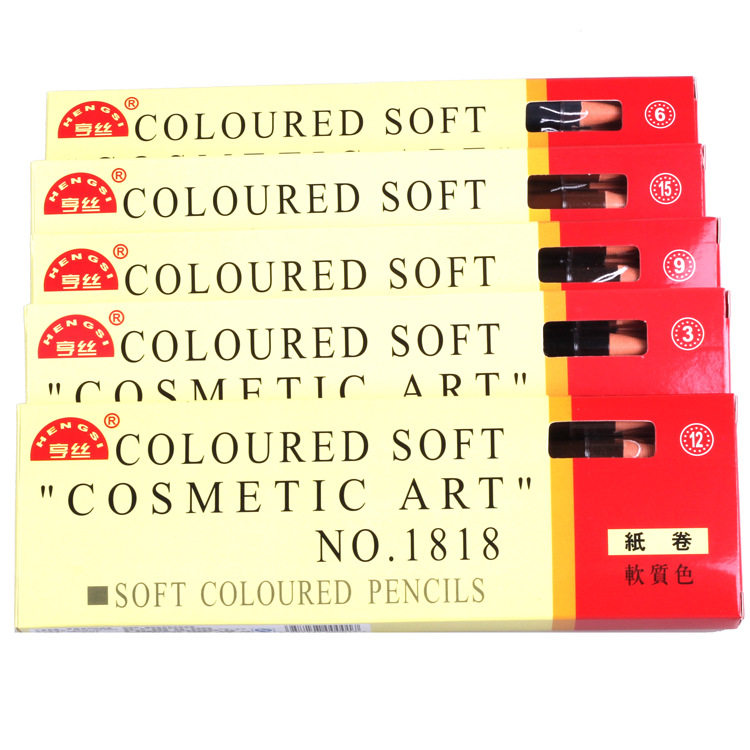 HENGSI
亨丝
®
COLOURED SOFT
6
HENGSI
亨丝
®
COLOURED SOFT
15
HENGSI
亨丝
®
COLOURED SOFT
9
HENGSI
亨丝
®
COLOURED SOFT
3
"COSMETIC ART"
HENGSI
亨丝
®
COLOURED SOFT
12
"COSMETIC ART"
NO.1818
紙卷
■SOFT COLOURED PENCILS
軟質色